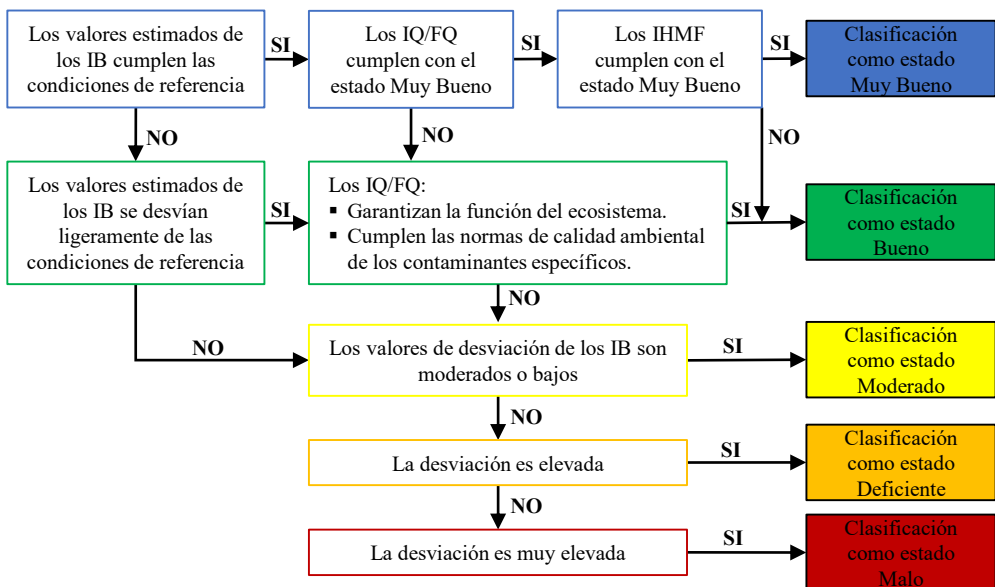 Los valores estimados de
los IB cumplen las
condiciones de referencia
SI
Los IQ/FQ
cumplen con el
estado Muy Bueno
SI
Los IHMF
cumplen con el
estado Muy Bueno
SI
Clasificación
como estado
Muy Bueno
NO
NO
NO
Los valores estimados de
los IB se desvían
ligeramente de las
condiciones de referencia
SI
Los IQ/FQ:
▪ Garantizan la función del ecosistema.
▪ Cumplen las normas de calidad ambiental
de los contaminantes específicos.
SI
Clasificación
como estado
Bueno
NO
NO
Los valores de desviación de los IB son
moderados o bajos
SI
Clasificación
como estado
Moderado
NO
La desviación es elevada
SI
Clasificación
como estado
Deficiente
NO
La desviación es muy elevada
SI
Clasificación
como estado
Malo